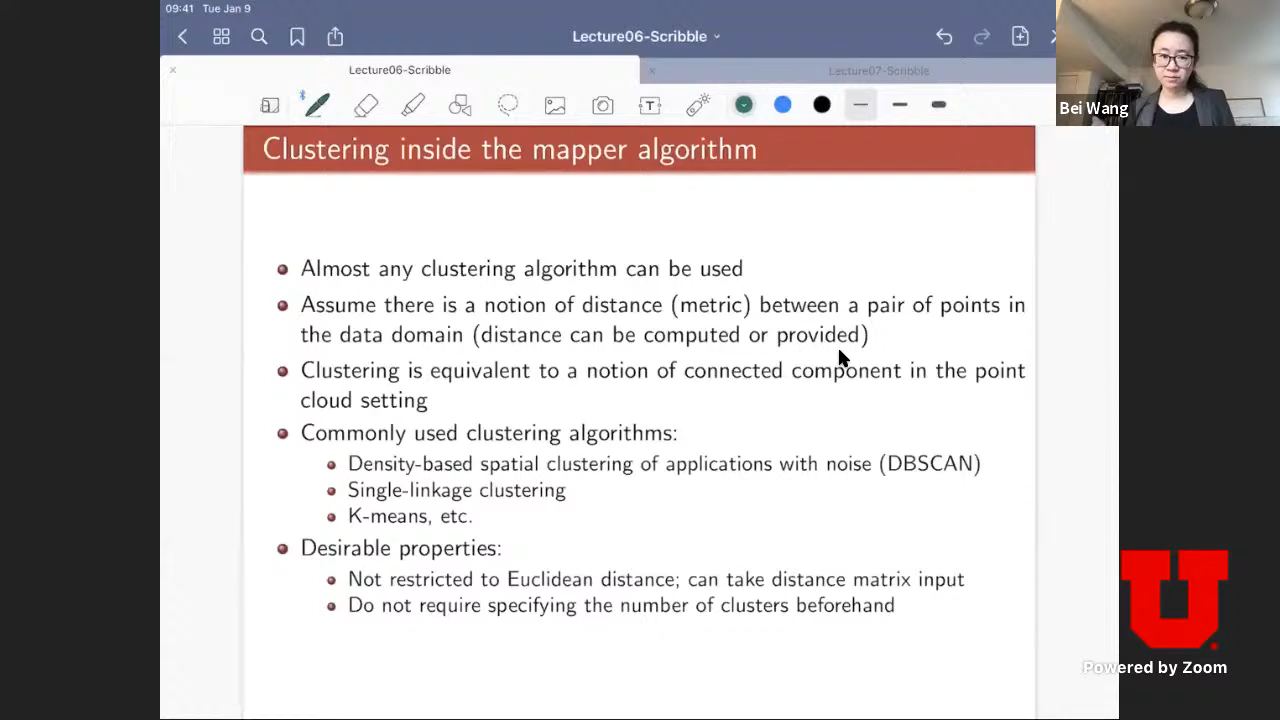 09:41 Tue Jan 9
Lecture06-Scribble
Lecture06-Scribble
Lecture07-Scribble
T
Bei Wang
Clustering inside the mapper algorithm
Almost any clustering algorithm can be used
Assume there is a notion of distance (metric) between a pair of points in
the data domain (distance can be computed or provided)
Clustering is equivalent to a notion of connected component in the point
cloud setting
Commonly used clustering algorithms:
Density-based spatial clustering of applications with noise (DBSCAN)
Single-linkage clustering
K-means, etc.
Desirable properties:
Not restricted to Euclidean distance; can take distance matrix input
Do not require specifying the number of clusters beforehand
U
Powered by Zoom